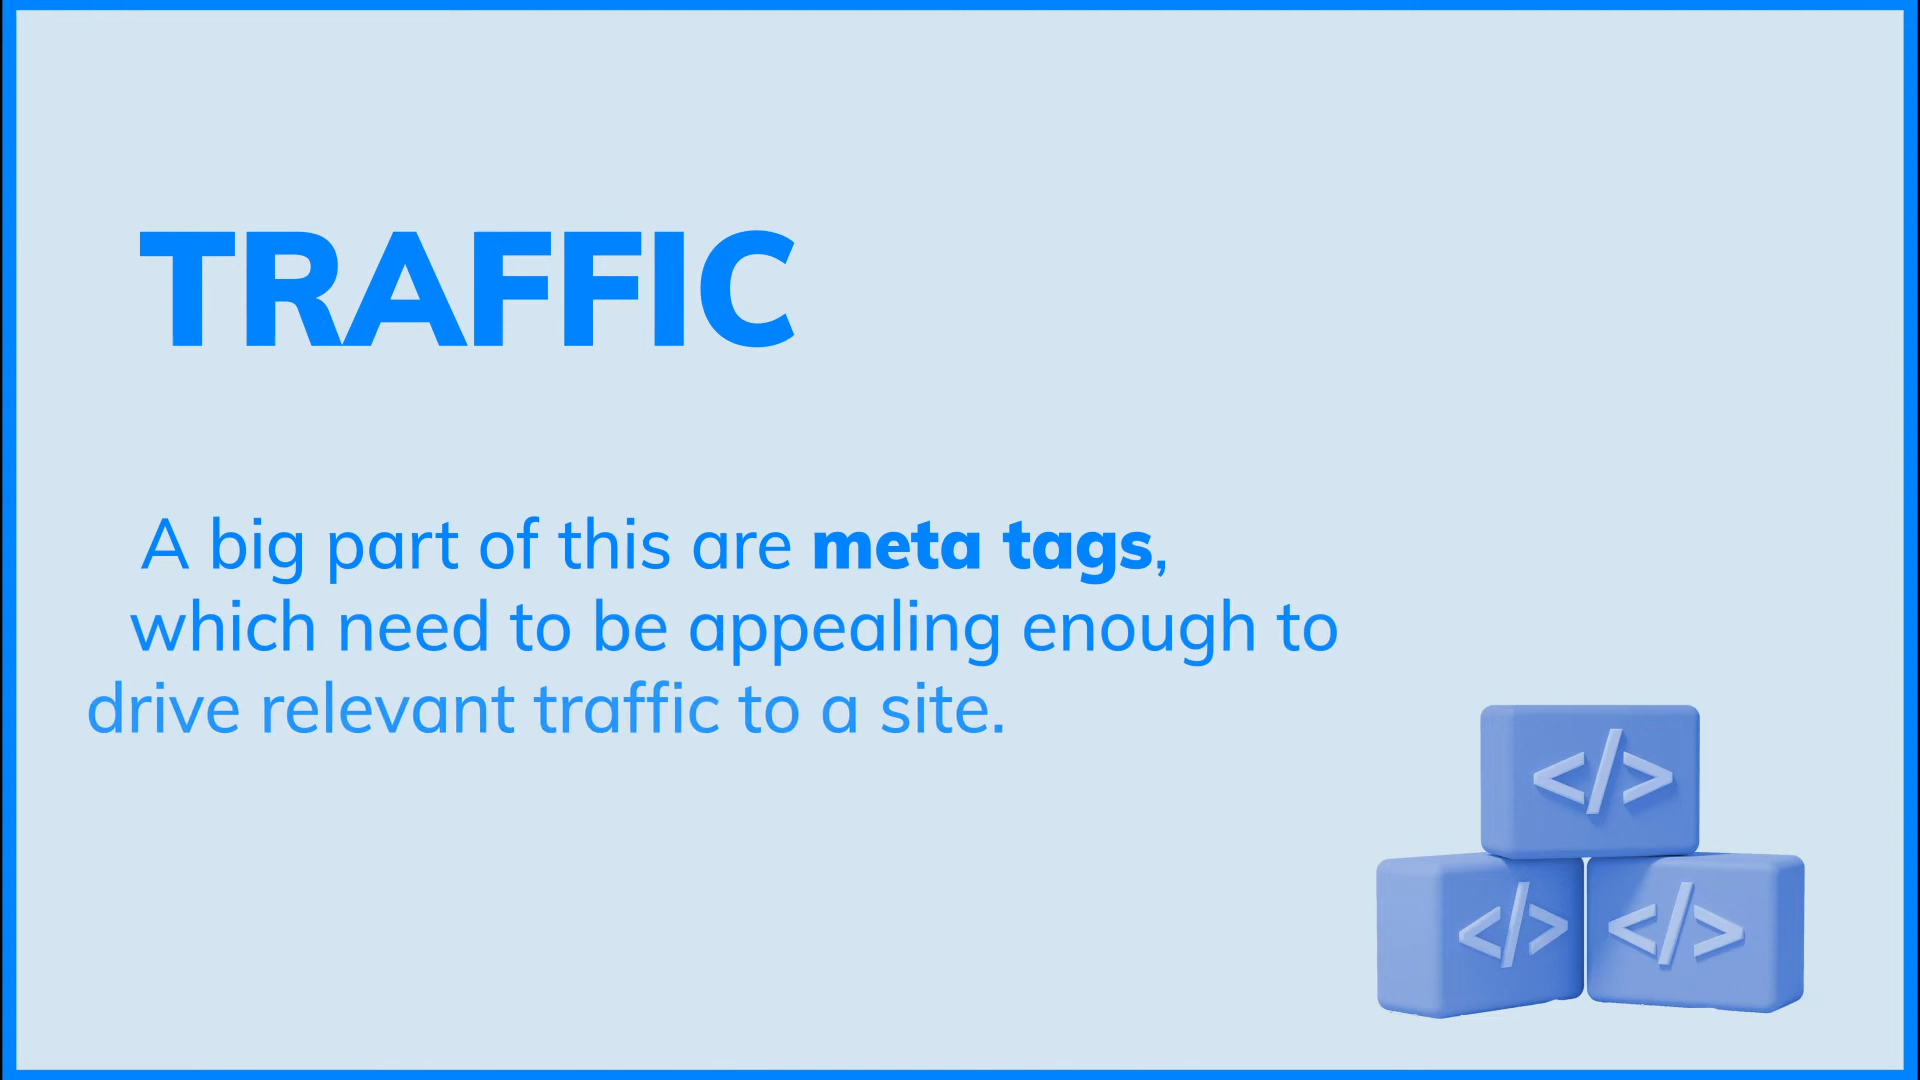 TRAFFIC
A big part of this are meta tags,
which need to be appealing enough to
drive relevant traffic to a site.
</>
</>
</>